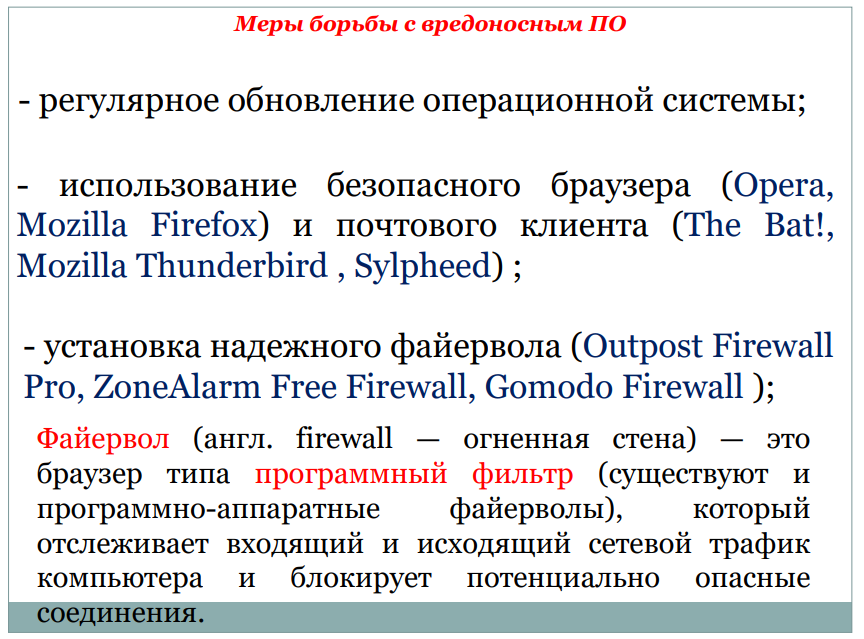 Меры борьбы с вредоносным ПО
- регулярное обновление операционной системы;
- использование безопасного браузера (Opera,
Mozilla Firefox) и почтового клиента (The Bat!,
Mozilla Thunderbird , Sylpheed) ;
- установка надежного файервола (Outpost Firewall
Pro, ZoneAlarm Free Firewall, Gomodo Firewall );
Файервол (англ. firewall — огненная стена) — это
браузер типа программный фильтр (существуют и
программно-аппаратные файерволы), который
отслеживает входящий и исходящий сетевой трафик
компьютера и блокирует потенциально опасные
соединения.